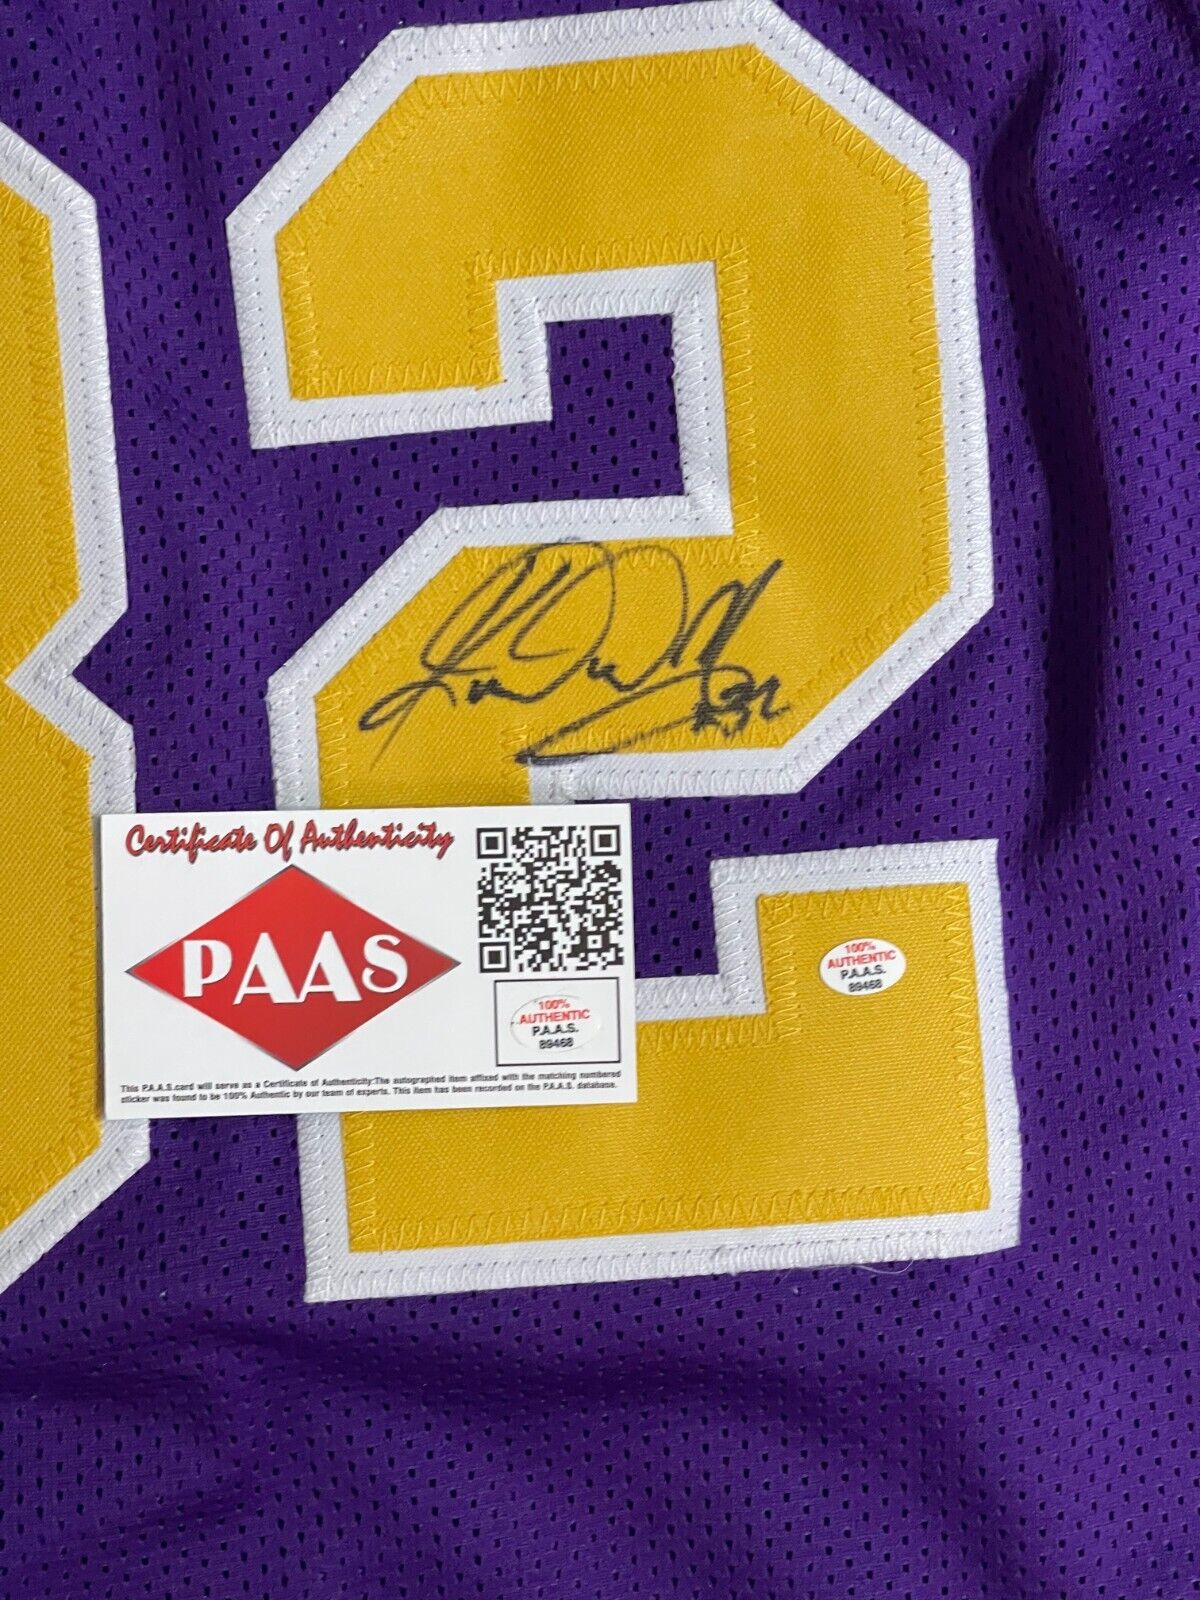 32
#32
Certificate Of Authenticity
PAAS
100%
AUTHENTIC
P.A.A.S.
89468
This P.A.A.S.card will serve as a Certificate of Authenticity:The autographed item affixed with the matching numbered
sticker was found to be 100% Authentic by our team of experts. This item has been recorded on the P.A.A.S. database.
100%
AUTHENTIC
P.A.A.S.
89468